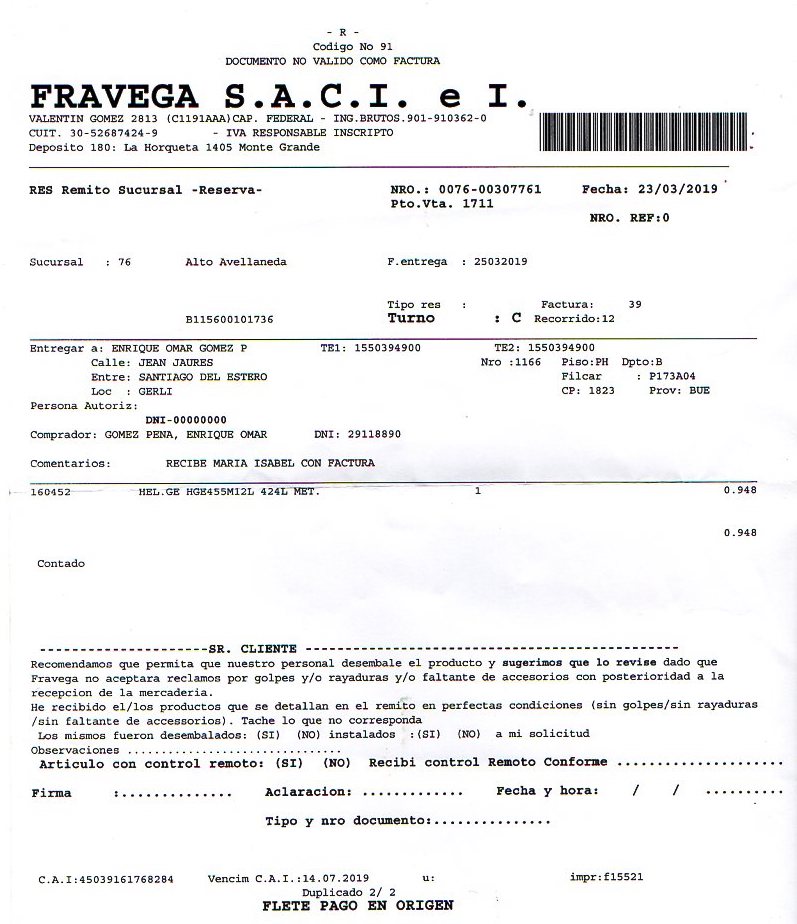 - R -
Codigo No 91
DOCUMENTO NO VALIDO COMO FACTURA
FRAVEGA S.A.C.I. e I.
VALENTIN GOMEZ 2813 (C1191AAA)CAP. FEDERAL - ING.BRUTOS.901-910362-0
CUIT. 30-52687424-9 - IVA RESPONSABLE INSCRIPTO
Deposito 180: La Horqueta 1405 Monte Grande
RES Remito Sucursal -Reserva- NRO.: 0076-00307761 Fecha: 23/03/2019
Pto.Vta. 1711
NRO. REF:0
Sucursal : 76 Alto Avellaneda F.entrega : 25032019
Tipo res : Factura: 39
B115600101736 Turno : C Recorrido:12
Entregar a: ENRIQUE OMAR GOMEZ P TE1: 1550394900 TE2: 1550394900
Calle: JEAN JAURES Nro :1166 Piso:PH Dpto:B
Entre: SANTIAGO DEL ESTERO Filcar : P173A04
Loc : GERLI CP: 1823 Prov: BUE
Persona Autoriz:
DNI-00000000
Comprador: GOMEZ PENA, ENRIQUE OMAR DNI: 29118890
Comentarios: RECIBE MARIA ISABEL CON FACTURA
160452 HEL.GE HGE455M12L 424L MET. 1 0.948
0.948
Contado
---------------------SR. CLIENTE ----------------------------------------------
Recomendamos que permita que nuestro personal desembale el producto y sugerimos que lo revise dado que
Fravega no aceptara reclamos por golpes y/o rayaduras y/o faltante de accesorios con posterioridad a la
recepcion de la mercaderia.
He recibido el/los productos que se detallan en el remito en perfectas condiciones (sin golpes/sin rayaduras
/sin faltante de accessorios). Tache lo que no corresponda
Los mismos fueron desembalados: (SI) (NO) instalados :(SI) (NO) a mi solicitud
Observaciones ................................
Articulo con control remoto: (SI) (NO) Recibi control Remoto Conforme .....................
Firma :.............. Aclaracion: ............. Fecha y hora: / / ..........
Tipo y nro documento:...............
C.A.I:45039161768284 Vencim C.A.I.:14.07.2019 u: impr:f15521
Duplicado 2/ 2
FLETE PAGO EN ORIGEN